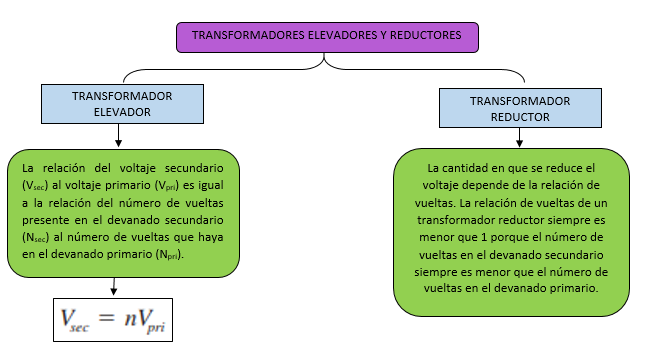 TRANSFORMADORES ELEVADORES Y REDUCTORES
TRANSFORMADOR
ELEVADOR
La relación del voltaje secundario
(Vsec) al voltaje primario (Vpri) es igual
a la relación del número de vueltas
presente en el devanado secundario
(Nsec) al número de vueltas que haya
en el devanado primario (Npri).
Vsec = nVpri
TRANSFORMADOR
REDUCTOR
La cantidad en que se reduce el
voltaje depende de la relación de
vueltas. La relación de vueltas de un
transformador reductor siempre es
menor que 1 porque el número de
vueltas en el devanado secundario
siempre es menor que el número de
vueltas en el devanado primario.